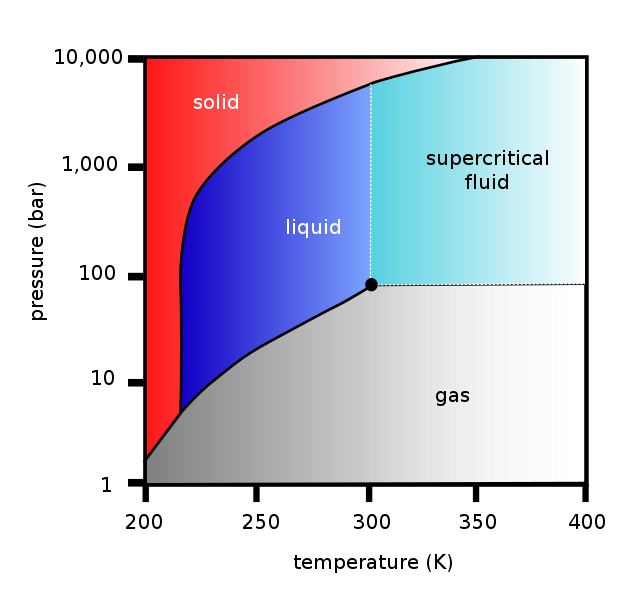 10,000
solid
1,000
supercritical
fluid
pressure (bar)
liquid
100
10
gas
1
200
250
300
350
400
temperature (K)